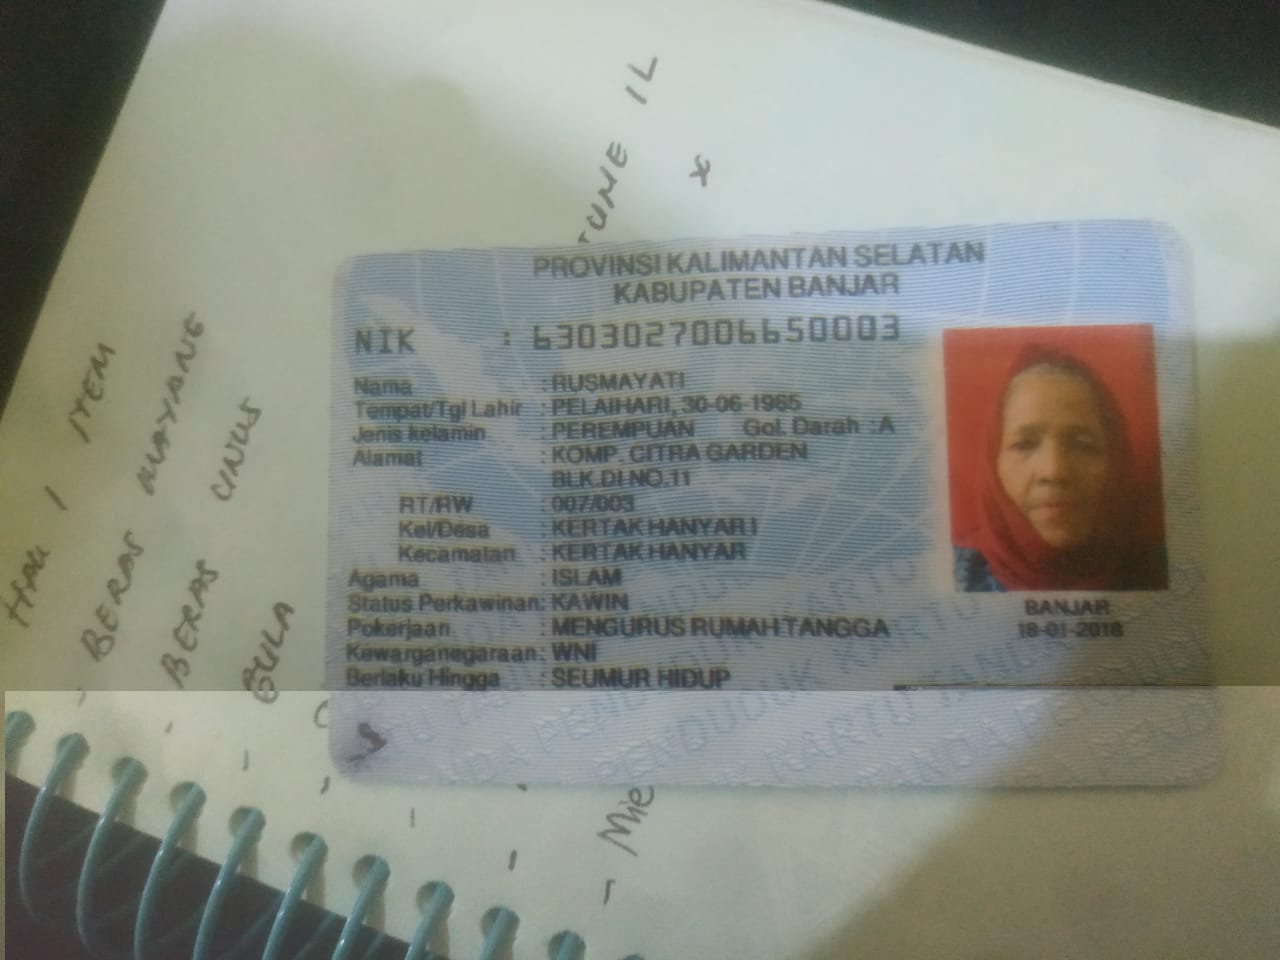 PROVINSI KALIMANTAN SELATAN
KABUPATEN BANJAR
NIK : 6303027006650003
Nama : RUSMAYATI
Tempat/Tgl Lahir : PELAIHARI, 30-06-1965
Jenis kelamin : PEREMPUAN Gol. Darah : A
Alamat : KOMP. CITRA GARDEN
BLK.DI NO.11
RT/RW : 007/003
Kel/Desa : KERTAK HANYAR I
Kecamatan : KERTAK HANYAR
Agama : ISLAM
Status Perkawinan: KAWIN
Pekerjaan : MENGURUS RUMAH TANGGA
Kewarganegaraan: WNI
Berlaku Hingga : SEUMUR HIDUP
BANJAR
18-01-2018
1 ITEM
- BERAS MAYANG
- BERAS UNUS
- GULA
TUNE 1L
- Mie